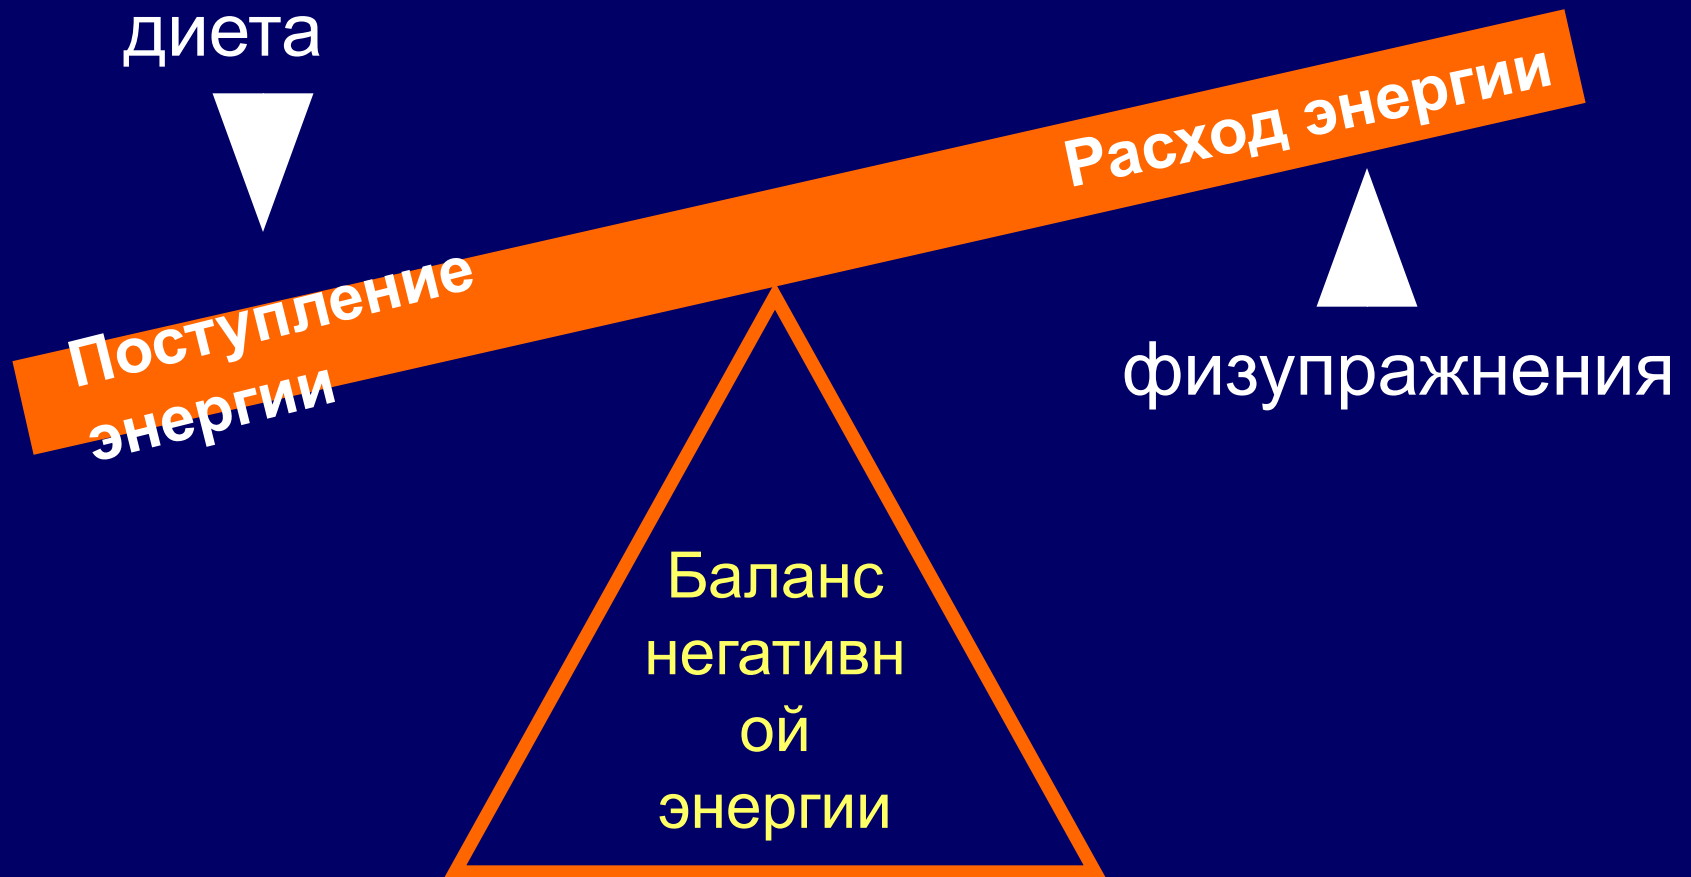 диета
Расход энергии
Поступление
энергии
физупражнения
Баланс
негативн
ой
энергии